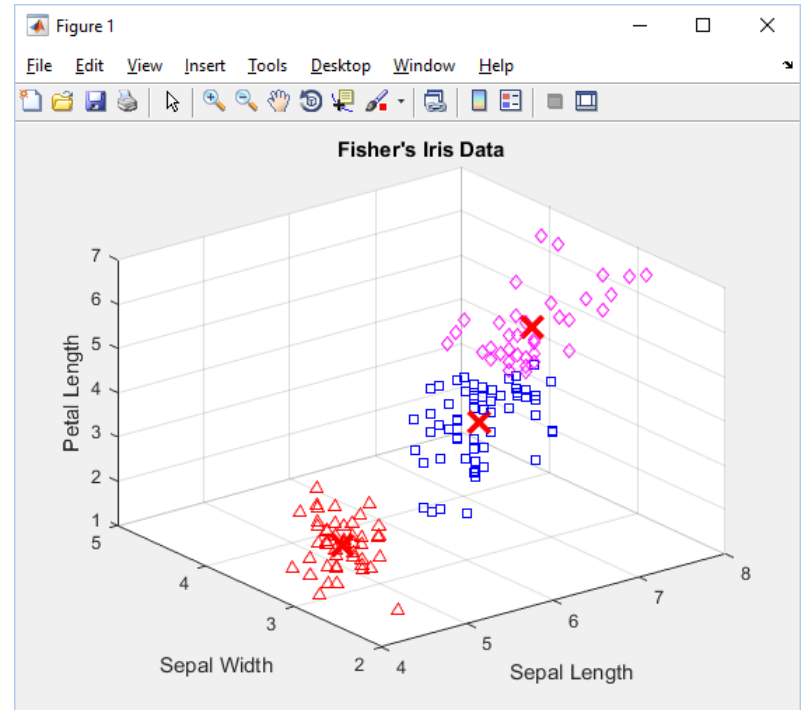 Figure 1
File Edit View Insert Tools Desktop Window Help
Fisher's Iris Data
7
6
5
4
3
2
1
Petal Length
5
4
3
2
Sepal Width
4
5
6
7
8
Sepal Length